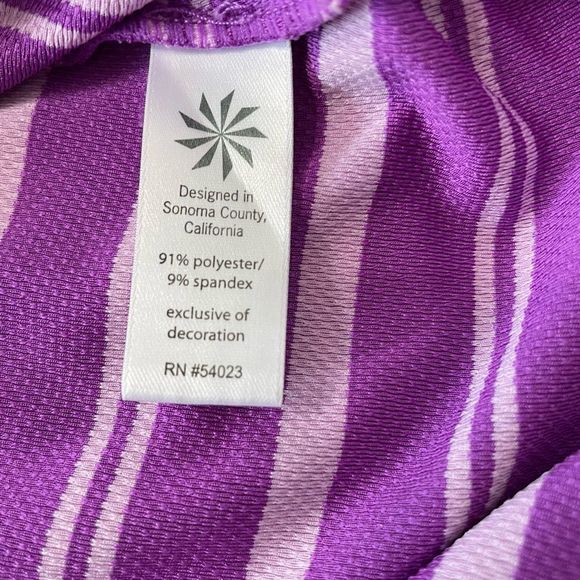 Designed in
Sonoma County,
California
91% polyester/
9% spandex
exclusive of
decoration
RN #54023